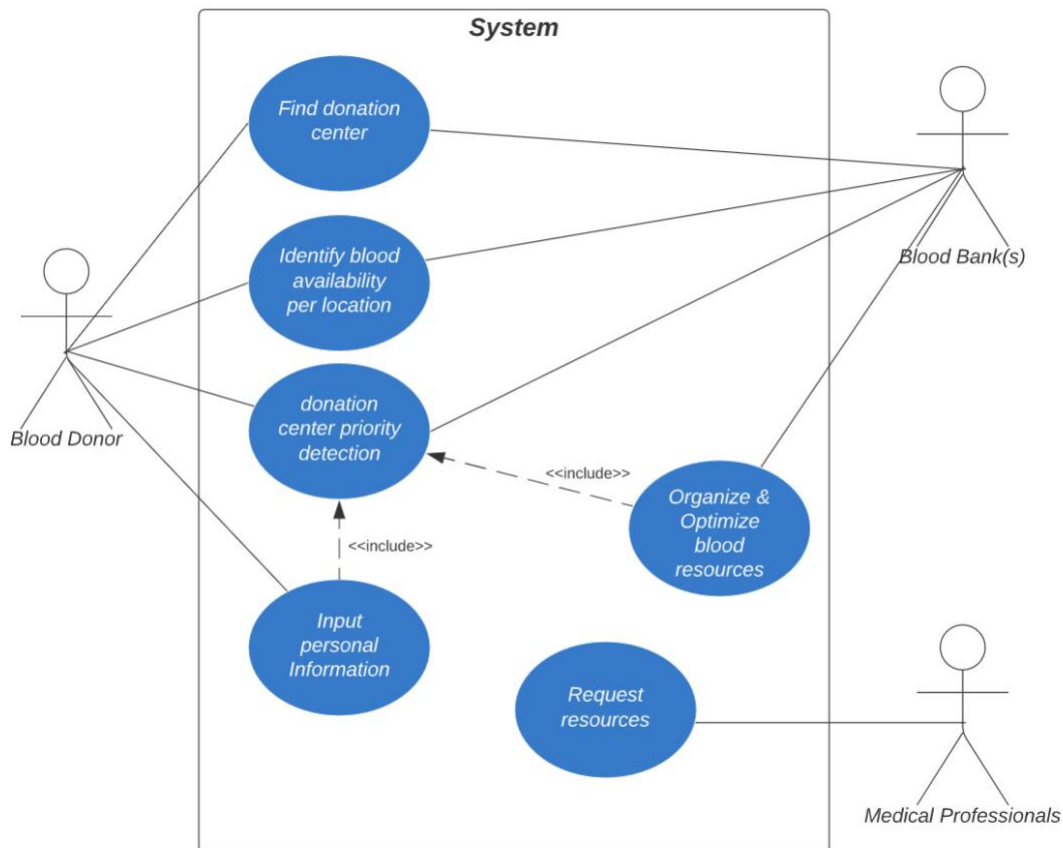 System
Find donation
center
Blood Bank(s)
Identify blood
availability
per location
Blood Donor
donation
center priority
detection
<<include>>
Organize &
Optimize
blood
resources
<<include>>
Input
personal
Information
Request
resources
Medical Professionals